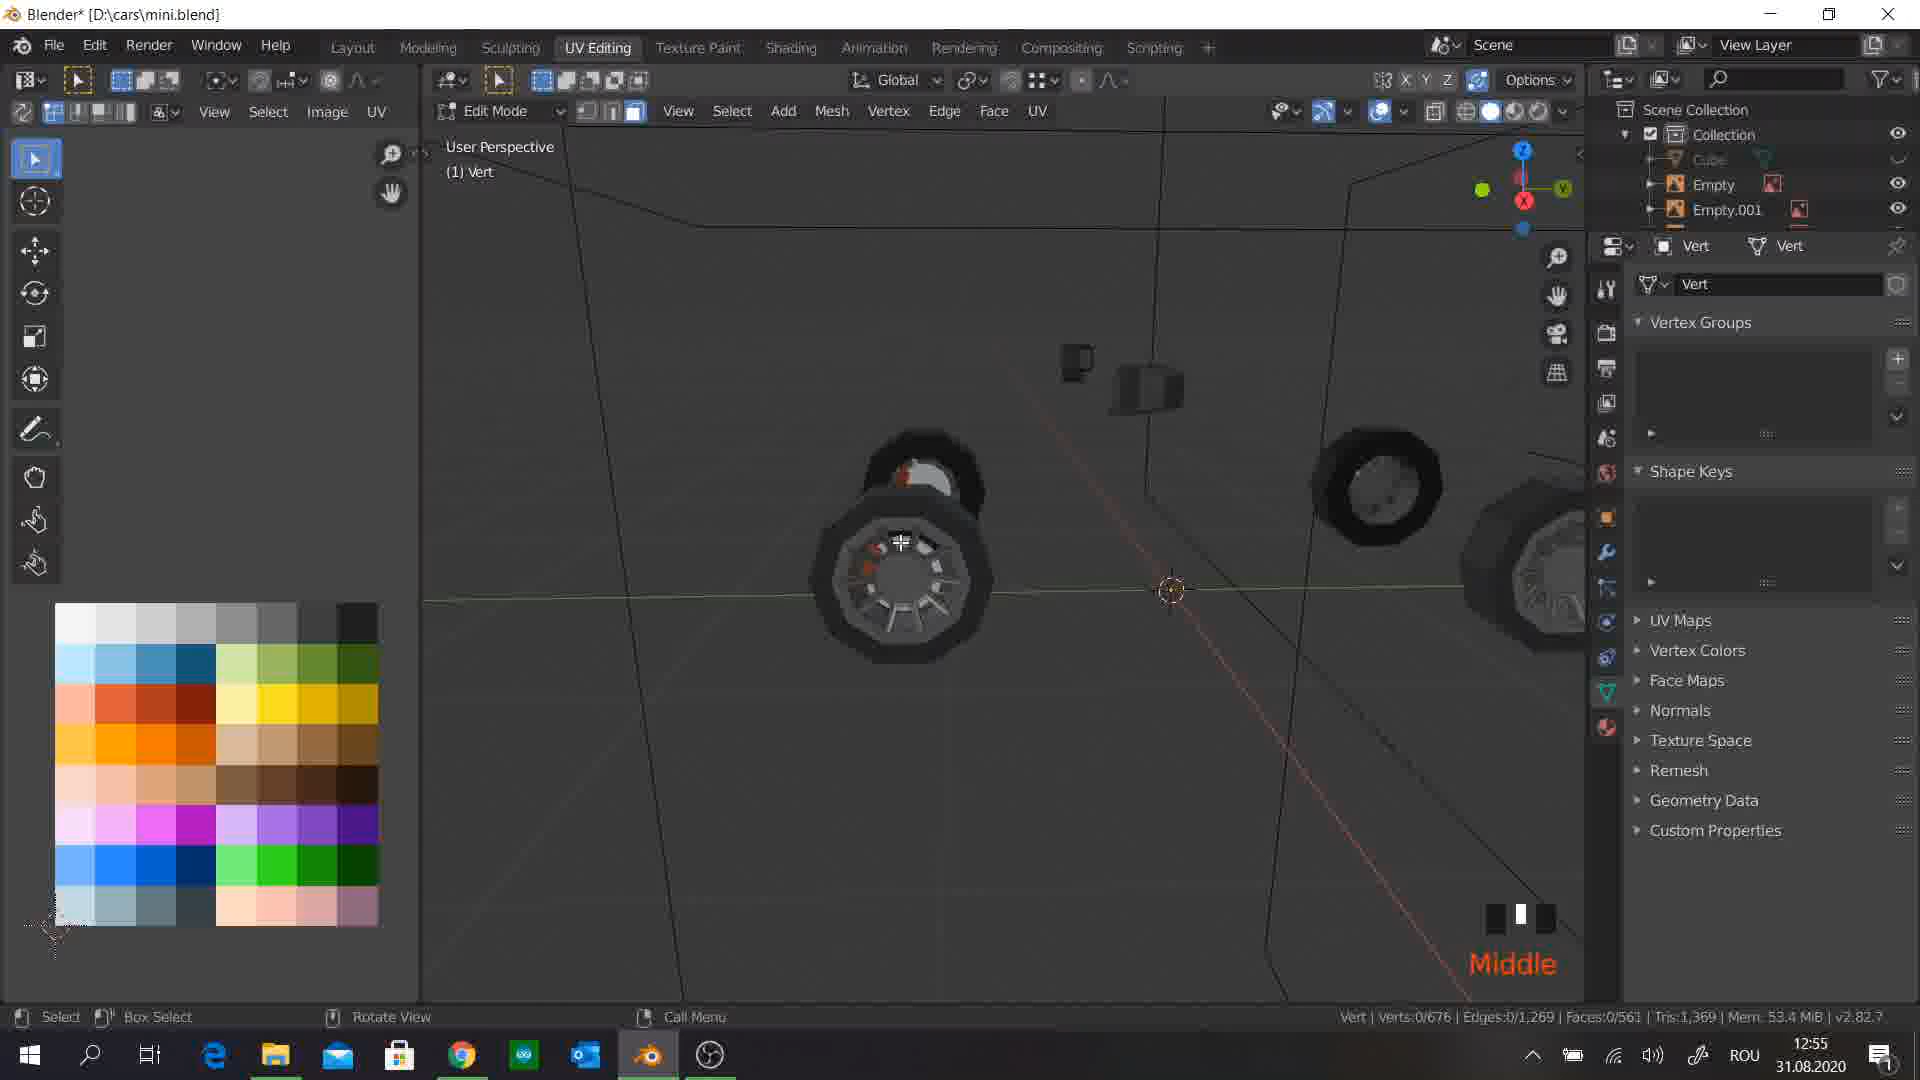 Blender* [D:\cars\mini.blend]
File Edit Render Window Help
Layout Modeling Sculpting UV Editing Texture Paint Shading Animation Rendering Compositing Scripting
Scene
View Layer
Global
X Y Z
Options
View Select Image UV
Edit Mode
View Select Add Mesh Vertex Edge Face UV
User Perspective
(1) Vert
Z
Y
X
Scene Collection
Collection
Cube
Empty
Empty.001
Vert
Vert
Vert
Vertex Groups
Shape Keys
UV Maps
Vertex Colors
Face Maps
Normals
Texture Space
Remesh
Geometry Data
Custom Properties
Middle
Select
Box Select
Rotate View
Call Menu
Vert | Verts:0/676 | Edges:0/1,269 | Faces:0/561 | Tris:1,369 | Mem: 53.4 MiB | v2.82.7
ROU
12:55
31.08.2020
1